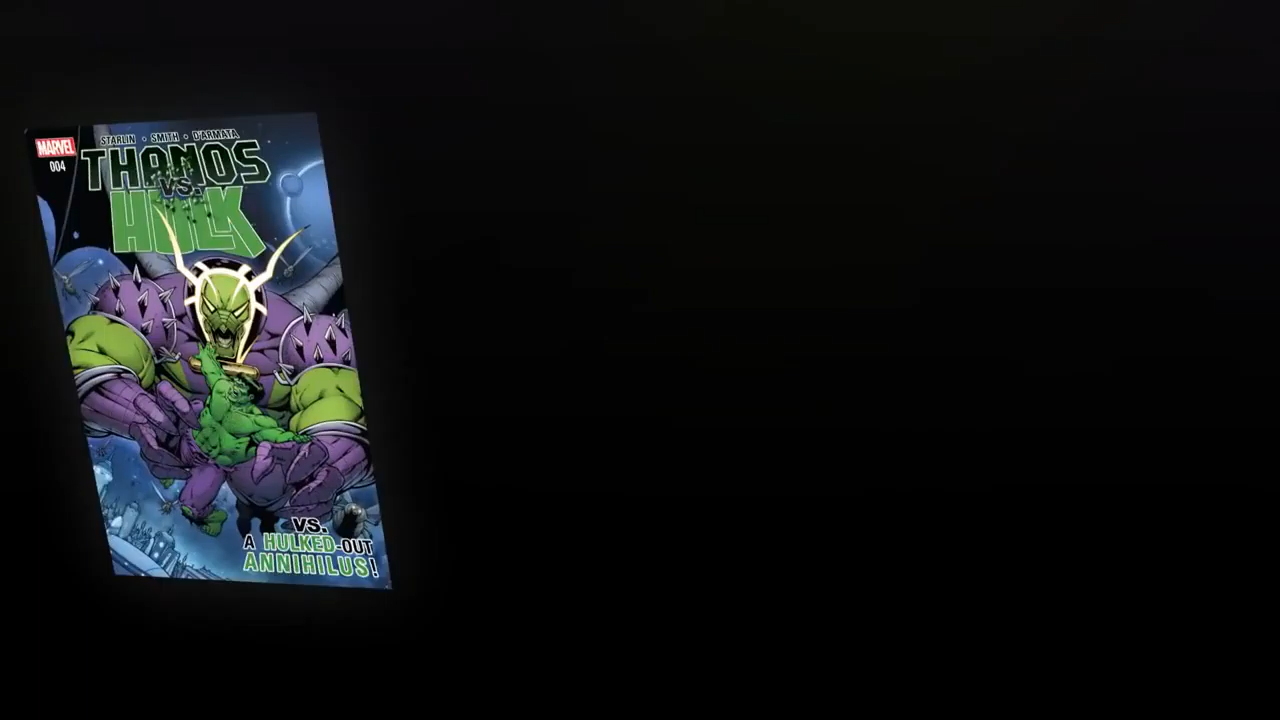 MARVEL
004
STARLIN • SMITH • D'ARMATA
THANOS
VS.
HULK
VS.
A HULKED-OUT
ANNIHILUS!